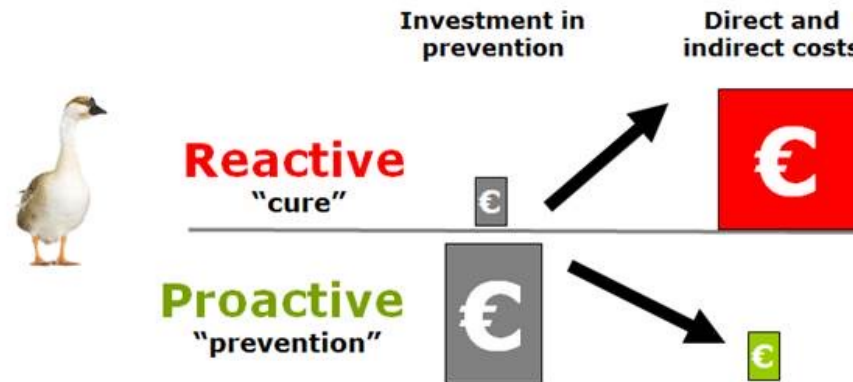 Investment in
prevention
Direct and
indirect costs
Reactive
"cure"
€
€
Proactive
"prevention"
€
€